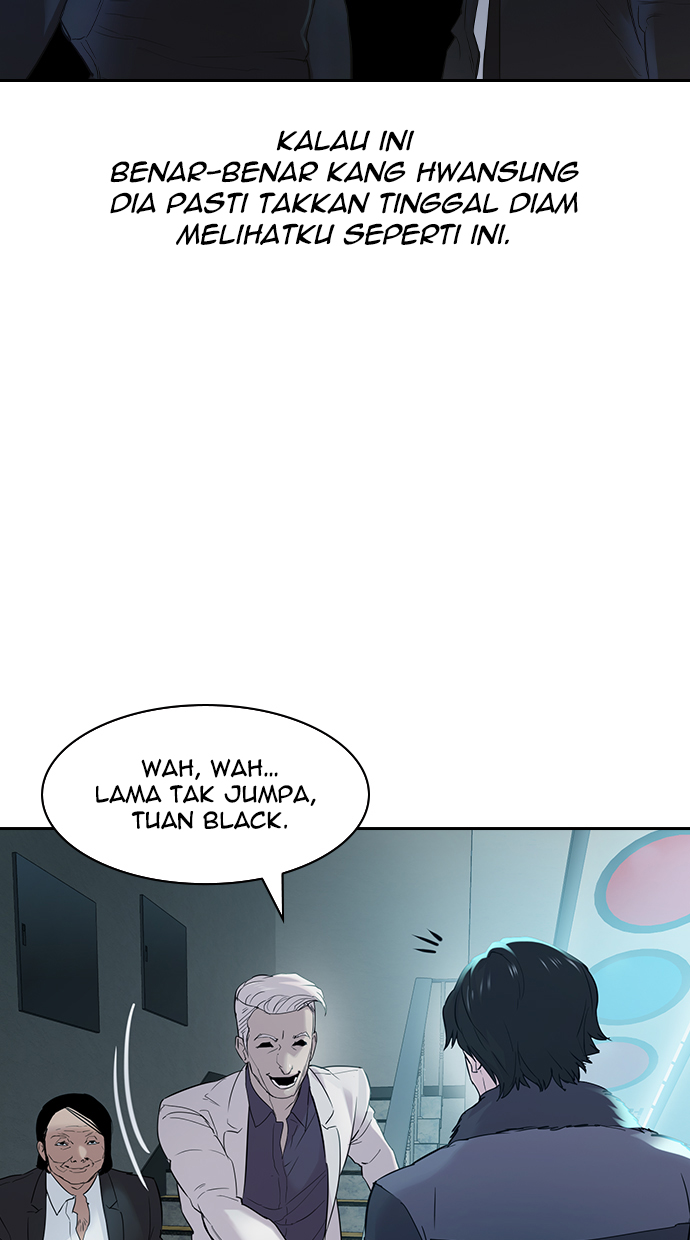 KALAU INI
BENAR-BENAR KANG HWANSUNG
DIA PASTI TAKKAN TINGGAL DIAM
MELIHATKU SEPERTI INI.
WAH, WAH...
LAMA TAK JUMPA,
TUAN BLACK.